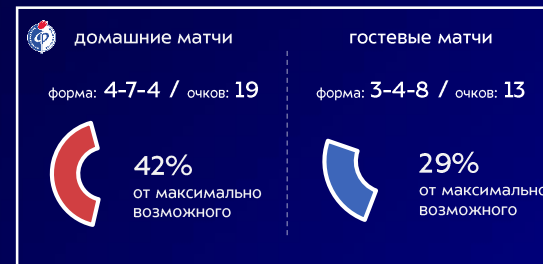 домашние матчи
форма: 4-7-4 / очков: 19
42%
от максимально
возможного
гостевые матчи
форма: 3-4-8 / очков: 13
29%
от максимально
возможного